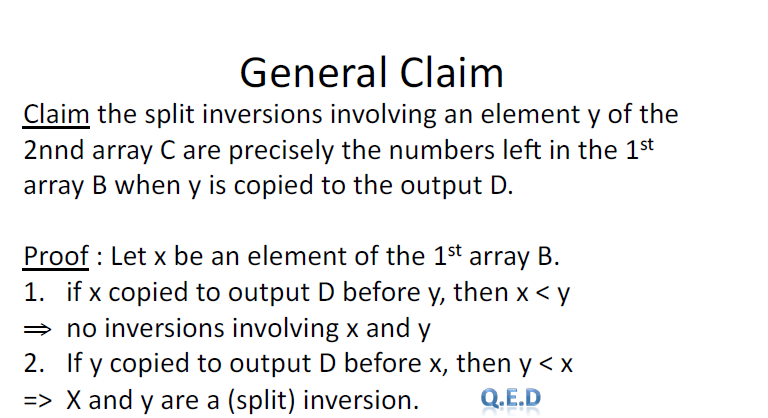 General Claim
Claim the split inversions involving an element y of the
2nnd array C are precisely the numbers left in the 1st
array B when y is copied to the output D.
Proof : Let x be an element of the 1st array B.
1. if x copied to output D before y, then x < y
⇒ no inversions involving x and y
2. If y copied to output D before x, then y < x
=> X and y are a (split) inversion. Q.E.D